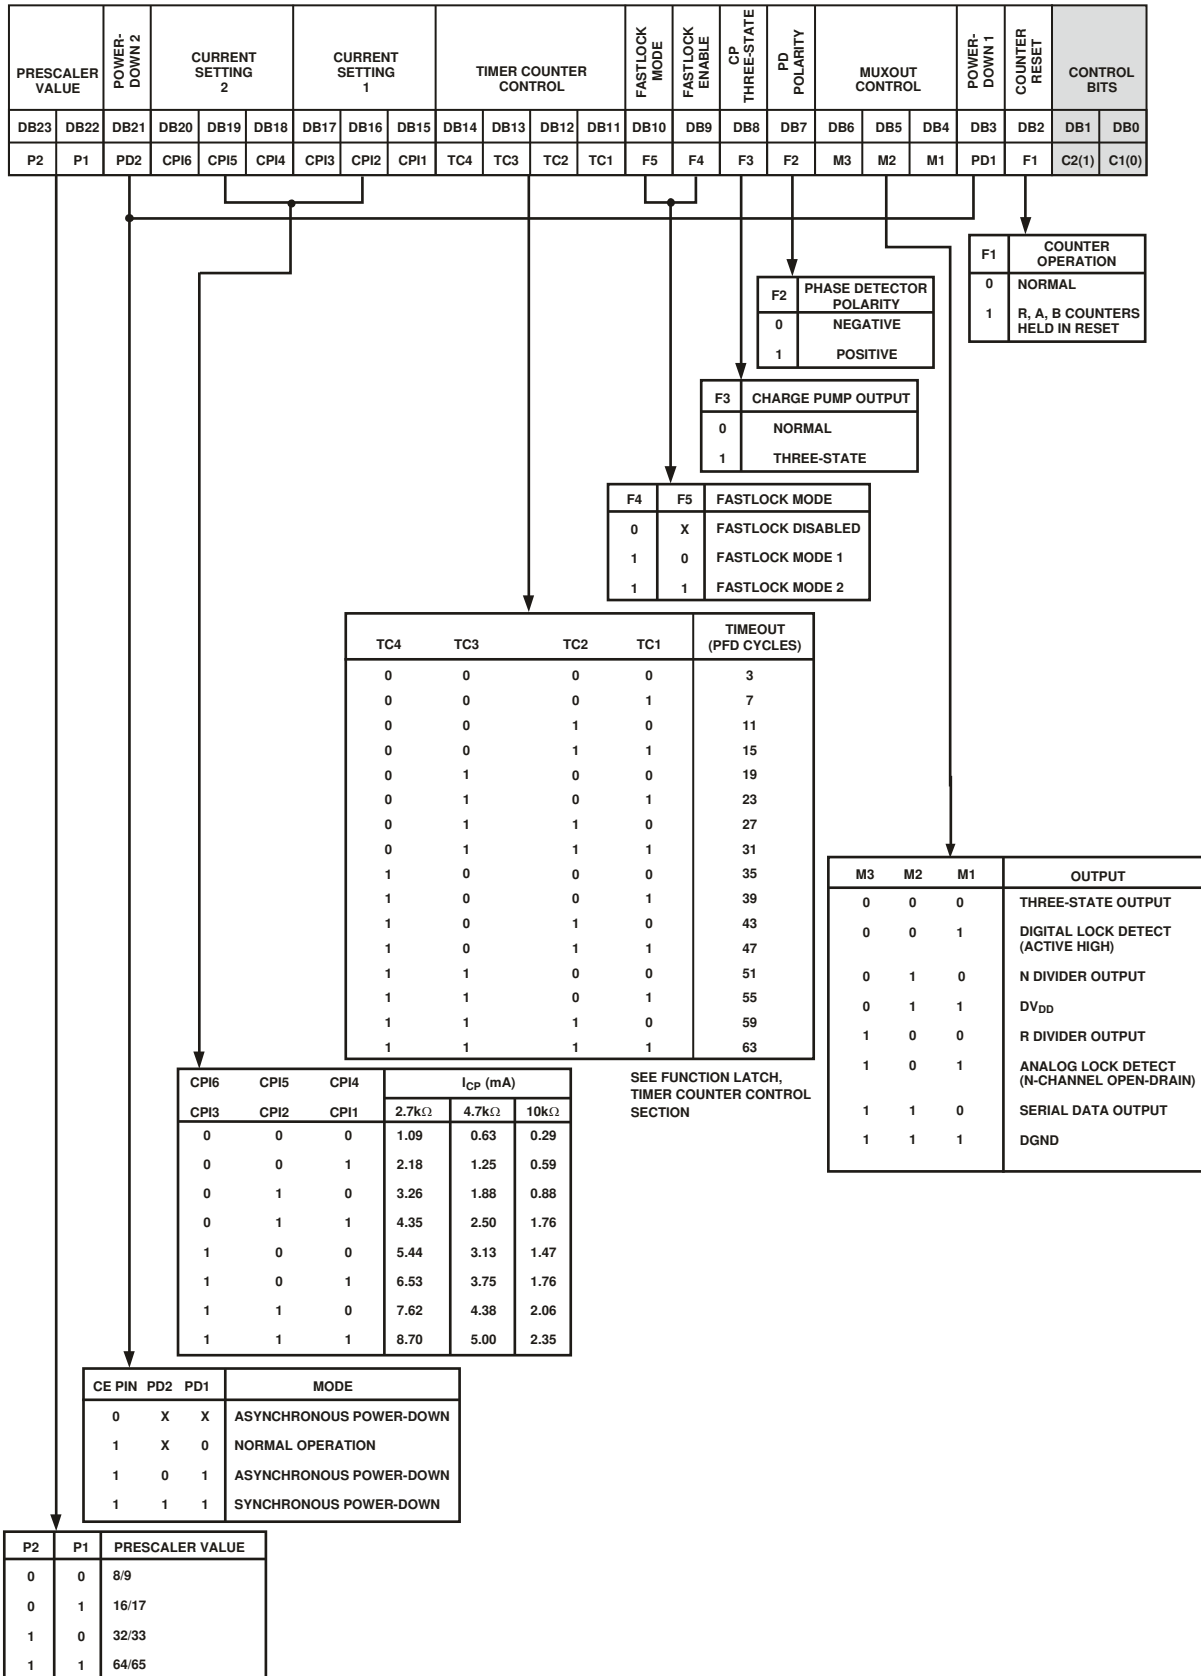 PRESCALER
VALUE
POWER-
DOWN 2
CURRENT
SETTING
2
CURRENT
SETTING
1
TIMER COUNTER
CONTROL
FASTLOCK
MODE
FASTLOCK
ENABLE
CP
THREE-STATE
PD
POLARITY
MUXOUT
CONTROL
POWER-
DOWN 1
COUNTER
RESET
CONTROL
BITS
DB23 DB22 DB21 DB20 DB19 DB18 DB17 DB16 DB15 DB14 DB13 DB12 DB11 DB10 DB9 DB8 DB7 DB6 DB5 DB4 DB3 DB2 DB1 DB0
P2 P1 PD2 CPI6 CPI5 CPI4 CPI3 CPI2 CPI1 TC4 TC3 TC2 TC1 F5 F4 F3 F2 M3 M2 M1 PD1 F1 C2(1) C1(0)
F1 COUNTER
OPERATION
0 NORMAL
1 R, A, B COUNTERS
HELD IN RESET
F2 PHASE DETECTOR
POLARITY
0 NEGATIVE
1 POSITIVE
F3 CHARGE PUMP OUTPUT
0 NORMAL
1 THREE-STATE
F4 F5 FASTLOCK MODE
0 X FASTLOCK DISABLED
1 0 FASTLOCK MODE 1
1 1 FASTLOCK MODE 2
TC4 TC3 TC2 TC1 TIMEOUT
(PFD CYCLES)
0 0 0 0 3
0 0 0 1 7
0 0 1 0 11
0 0 1 1 15
0 1 0 0 19
0 1 0 1 23
0 1 1 0 27
0 1 1 1 31
1 0 0 0 35
1 0 0 1 39
1 0 1 0 43
1 0 1 1 47
1 1 0 0 51
1 1 0 1 55
1 1 1 0 59
1 1 1 1 63
SEE FUNCTION LATCH,
TIMER COUNTER CONTROL
SECTION
M3 M2 M1 OUTPUT
0 0 0 THREE-STATE OUTPUT
0 0 1 DIGITAL LOCK DETECT
(ACTIVE HIGH)
0 1 0 N DIVIDER OUTPUT
0 1 1 DVDD
1 0 0 R DIVIDER OUTPUT
1 0 1 ANALOG LOCK DETECT
(N-CHANNEL OPEN-DRAIN)
1 1 0 SERIAL DATA OUTPUT
1 1 1 DGND
CPI6 CPI5 CPI4 ICP (mA)
CPI3 CPI2 CPI1 2.7kΩ 4.7kΩ 10kΩ
0 0 0 1.09 0.63 0.29
0 0 1 2.18 1.25 0.59
0 1 0 3.26 1.88 0.88
0 1 1 4.35 2.50 1.76
1 0 0 5.44 3.13 1.47
1 0 1 6.53 3.75 1.76
1 1 0 7.62 4.38 2.06
1 1 1 8.70 5.00 2.35
CE PIN PD2 PD1 MODE
0 X X ASYNCHRONOUS POWER-DOWN
1 X 0 NORMAL OPERATION
1 0 1 ASYNCHRONOUS POWER-DOWN
1 1 1 SYNCHRONOUS POWER-DOWN
P2 P1 PRESCALER VALUE
0 0 8/9
0 1 16/17
1 0 32/33
1 1 64/65